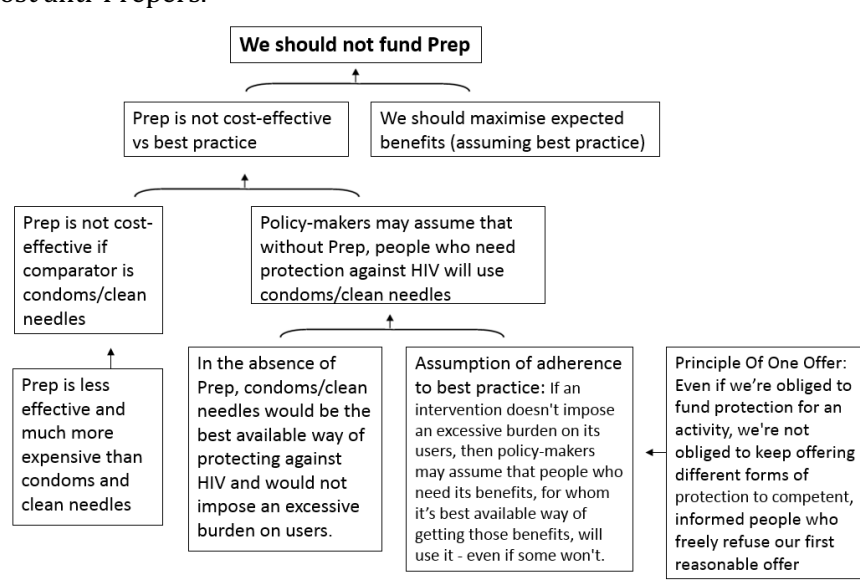 We should not fund Prep
Prep is not cost-effective
vs best practice
We should maximise expected
benefits (assuming best practice)
Prep is not cost-
effective if
comparator is
condoms/clean
needles
Policy-makers may assume that
without Prep, people who need
protection against HIV will use
condoms/clean needles
Prep is less
effective and
much more
expensive than
condoms and
clean needles
In the absence of
Prep, condoms/clean
needles would be the
best available way of
protecting against
HIV and would not
impose an excessive
burden on users.
Assumption of adherence
to best practice: If an
intervention doesn't impose
an excessive burden on its
users, then policy-makers
may assume that people who
need its benefits, for whom
it's best available way of
getting those benefits, will
use it - even if some won't.
Principle Of One Offer:
Even if we're obliged to
fund protection for an
activity, we're not
obliged to keep offering
different forms of
protection to competent,
informed people who
freely refuse our first
reasonable offer